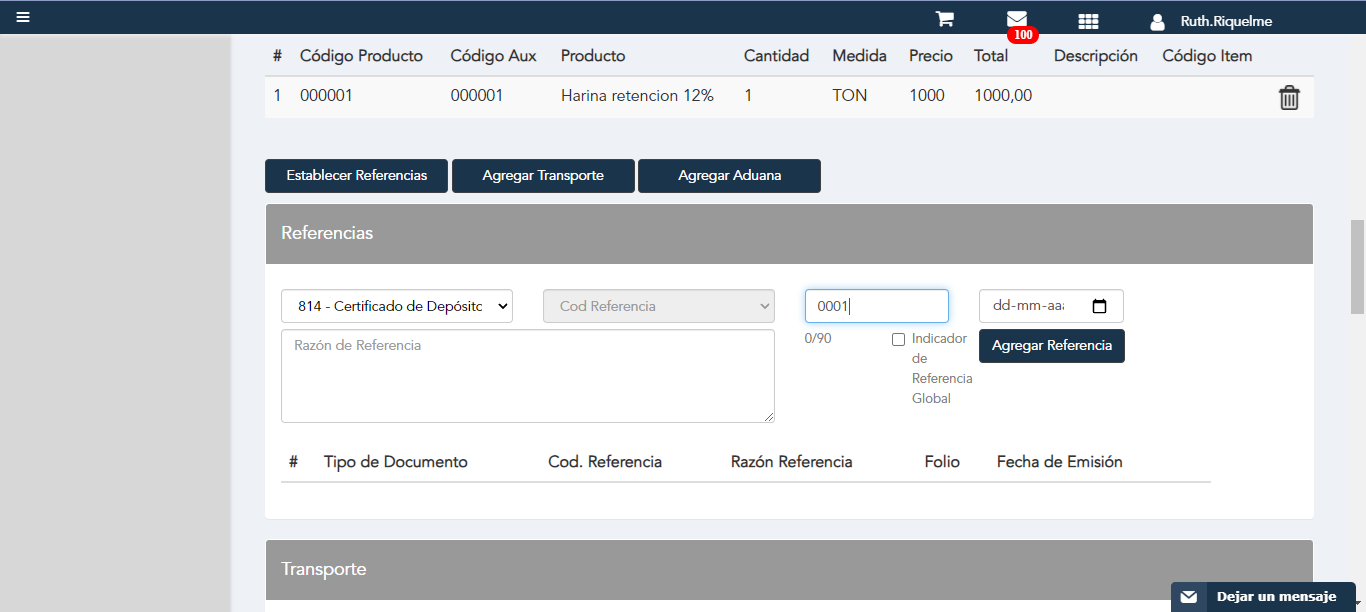 Ruth.Riquelme
100
# Código Producto Código Aux Producto Cantidad Medida Precio Total Descripción Código Item
1 000001 000001 Harina retencion 12% 1 TON 1000 1000,00
Establecer Referencias Agregar Transporte Agregar Aduana
Referencias
814 - Certificado de Depósito Cod Referencia 0001 dd-mm-aaa
Razón de Referencia
0/90
Indicador
de
Referencia
Global
Agregar Referencia
# Tipo de Documento Cod. Referencia Razón Referencia Folio Fecha de Emisión
Transporte
Dejar un mensaje